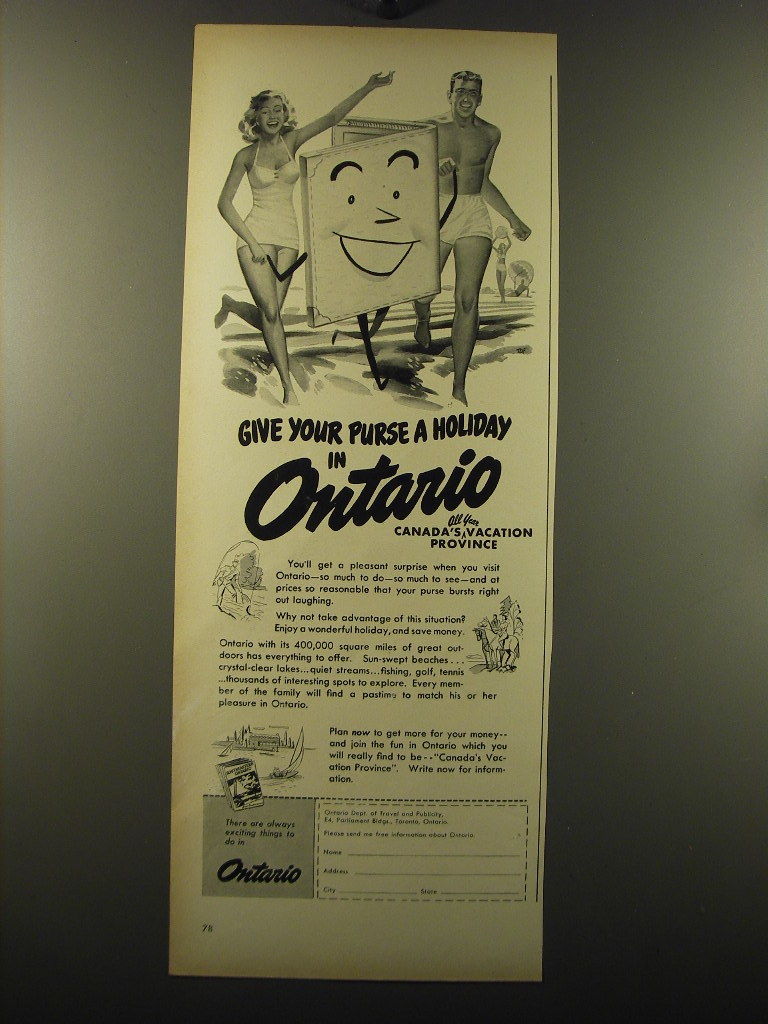 GIVE YOUR PURSE A HOLIDAY
IN
Ontario
All Year
CANADA'S VACATION
PROVINCE
You'll get a pleasant surprise when you visit
Ontario—so much to do—so much to see—and at
prices so reasonable that your purse bursts right
out laughing.
Why not take advantage of this situation?
Enjoy a wonderful holiday, and save money.
Ontario with its 400,000 square miles of great out-
doors has everything to offer. Sun-swept beaches...
crystal-clear lakes...quiet streams...fishing, golf, tennis
...thousands of interesting spots to explore. Every mem-
ber of the family will find a pastime to match his or her
pleasure in Ontario.
Plan now to get more for your money--
and join the fun in Ontario which you
will really find to be--"Canada's Vac-
ation Province". Write now for inform-
ation.
There are always
exciting things to
do in
Ontario
Ontario Dept. of Travel and Publicity,
E4, Parliament Bldgs., Toronto, Ontario.
Please send me free information about Ontario.
Name
Address
City State
78